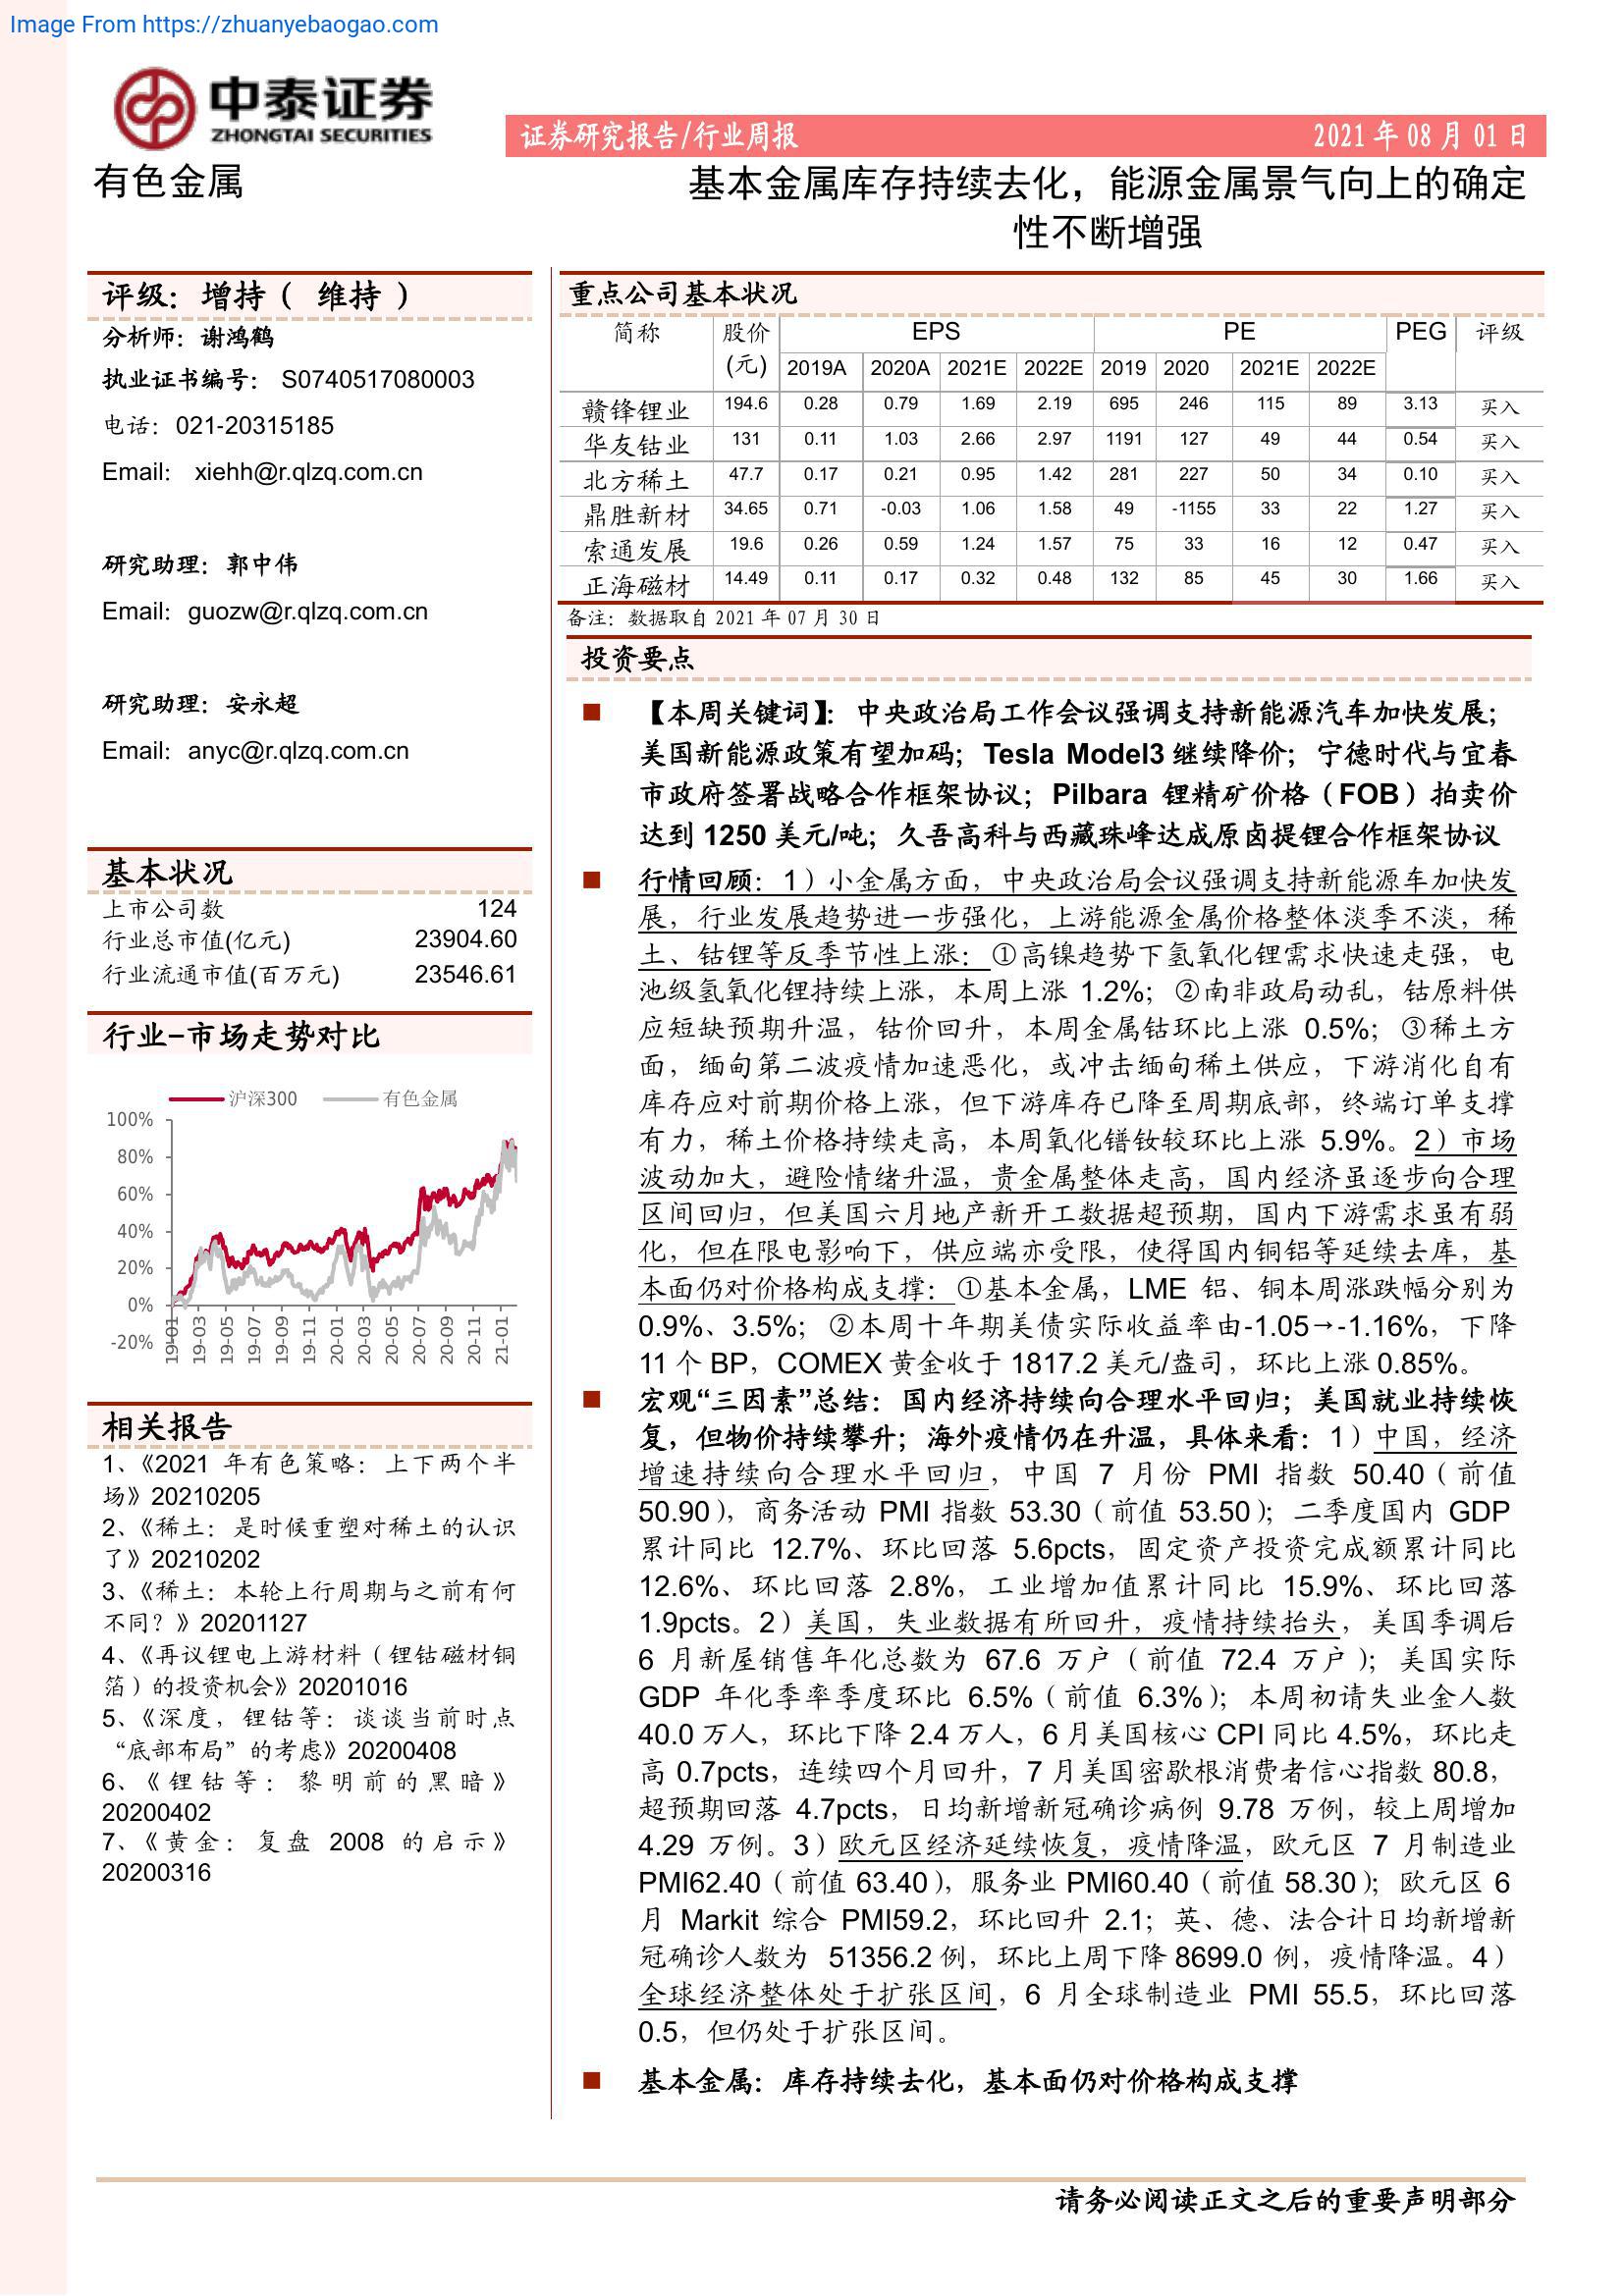 Image From https://zhuanyebaogao.com
中泰证券
ZHONGTAI SECURITIES
证券研究报告/行业周报 2021 年 08 月 01 日
有色金属
基本金属库存持续去化，能源金属景气向上的确定
性不断增强
评级：增持（ 维持 ）
分析师：谢鸿鹤
执业证书编号： S0740517080003
电话：021-20315185
Email： xiehh@r.qlzq.com.cn
研究助理：郭中伟
Email：guozw@r.qlzq.com.cn
研究助理：安永超
Email：anyc@r.qlzq.com.cn
基本状况
上市公司数 124
行业总市值(亿元) 23904.60
行业流通市值(百万元) 23546.61
行业-市场走势对比
沪深300 有色金属
100%
80%
60%
40%
20%
0%
-20%
19-01 19-03 19-05 19-07 19-09 19-11 20-01 20-03 20-05 20-07 20-09 20-11 21-01
相关报告
1、《2021 年有色策略：上下两个半
场》20210205
2、《稀土：是时候重塑对稀土的认识
了》20210202
3、《稀土：本轮上行周期与之前有何
不同？》20201127
4、《再议锂电上游材料（锂钴磁材铜
箔）的投资机会》20201016
5、《深度，锂钴等：谈谈当前时点
“底部布局”的考虑》20200408
6、《锂钴等：黎明前的黑暗》
20200402
7、《黄金：复盘 2008 的启示》
20200316
重点公司基本状况
简称 股价 EPS PE PEG 评级
(元) 2019A 2020A 2021E 2022E 2019 2020 2021E 2022E
赣锋锂业 194.6 0.28 0.79 1.69 2.19 695 246 115 89 3.13 买入
华友钴业 131 0.11 1.03 2.66 2.97 1191 127 49 44 0.54 买入
北方稀土 47.7 0.17 0.21 0.95 1.42 281 227 50 34 0.10 买入
鼎胜新材 34.65 0.71 -0.03 1.06 1.58 49 -1155 33 22 1.27 买入
索通发展 19.6 0.26 0.59 1.24 1.57 75 33 16 12 0.47 买入
正海磁材 14.49 0.11 0.17 0.32 0.48 132 85 45 30 1.66 买入
备注：数据取自 2021 年 07 月 30 日
投资要点
■ 【本周关键词】：中央政治局工作会议强调支持新能源汽车加快发展；
美国新能源政策有望加码；Tesla Model3 继续降价；宁德时代与宜春
市政府签署战略合作框架协议；Pilbara 锂精矿价格（FOB）拍卖价
达到 1250 美元/吨；久吾高科与西藏珠峰达成原卤提锂合作框架协议
■ 行情回顾：1）小金属方面，中央政治局会议强调支持新能源车加快发
展，行业发展趋势进一步强化，上游能源金属价格整体淡季不淡，稀
土、钴锂等反季节性上涨：①高镍趋势下氢氧化锂需求快速走强，电
池级氢氧化锂持续上涨，本周上涨 1.2%；②南非政局动乱，钴原料供
应短缺预期升温，钴价回升，本周金属钴环比上涨 0.5%；③稀土方
面，缅甸第二波疫情加速恶化，或冲击缅甸稀土供应，下游消化自有
库存应对前期价格上涨，但下游库存已降至周期底部，终端订单支撑
有力，稀土价格持续走高，本周氧化镨钕较环比上涨 5.9%。2）市场
波动加大，避险情绪升温，贵金属整体走高，国内经济虽逐步向合理
区间回归，但美国六月地产新开工数据超预期，国内下游需求虽有弱
化，但在限电影响下，供应端亦受限，使得国内铜铝等延续去库，基
本面仍对价格构成支撑：①基本金属，LME 铝、铜本周涨跌幅分别为
0.9%、3.5%；②本周十年期美债实际收益率由-1.05→-1.16%，下降
11 个 BP，COMEX 黄金收于 1817.2 美元/盎司，环比上涨 0.85%。
■ 宏观“三因素”总结：国内经济持续向合理水平回归；美国就业持续恢
复，但物价持续攀升；海外疫情仍在升温，具体来看：1）中国，经济
增速持续向合理水平回归，中国 7 月份 PMI 指数 50.40（前值
50.90），商务活动 PMI 指数 53.30（前值 53.50）；二季度国内 GDP
累计同比 12.7%、环比回落 5.6pcts，固定资产投资完成额累计同比
12.6%、环比回落 2.8%，工业增加值累计同比 15.9%、环比回落
1.9pcts。2）美国，失业数据有所回升，疫情持续抬头，美国季调后
6 月新屋销售年化总数为 67.6 万户（前值 72.4 万户）；美国实际
GDP 年化季率季度环比 6.5%（前值 6.3%）；本周初请失业金人数
40.0 万人，环比下降 2.4 万人，6 月美国核心 CPI 同比 4.5%，环比走
高 0.7pcts，连续四个月回升，7 月美国密歇根消费者信心指数 80.8，
超预期回落 4.7pcts，日均新增新冠确诊病例 9.78 万例，较上周增加
4.29 万例。3）欧元区经济延续恢复，疫情降温，欧元区 7 月制造业
PMI62.40（前值 63.40），服务业 PMI60.40（前值 58.30）；欧元区 6
月 Markit 综合 PMI59.2，环比回升 2.1；英、德、法合计日均新增新
冠确诊人数为 51356.2 例，环比上周下降 8699.0 例，疫情降温。4）
全球经济整体处于扩张区间，6 月全球制造业 PMI 55.5，环比回落
0.5，但仍处于扩张区间。
■ 基本金属：库存持续去化，基本面仍对价格构成支撑
请务必阅读正文之后的重要声明部分